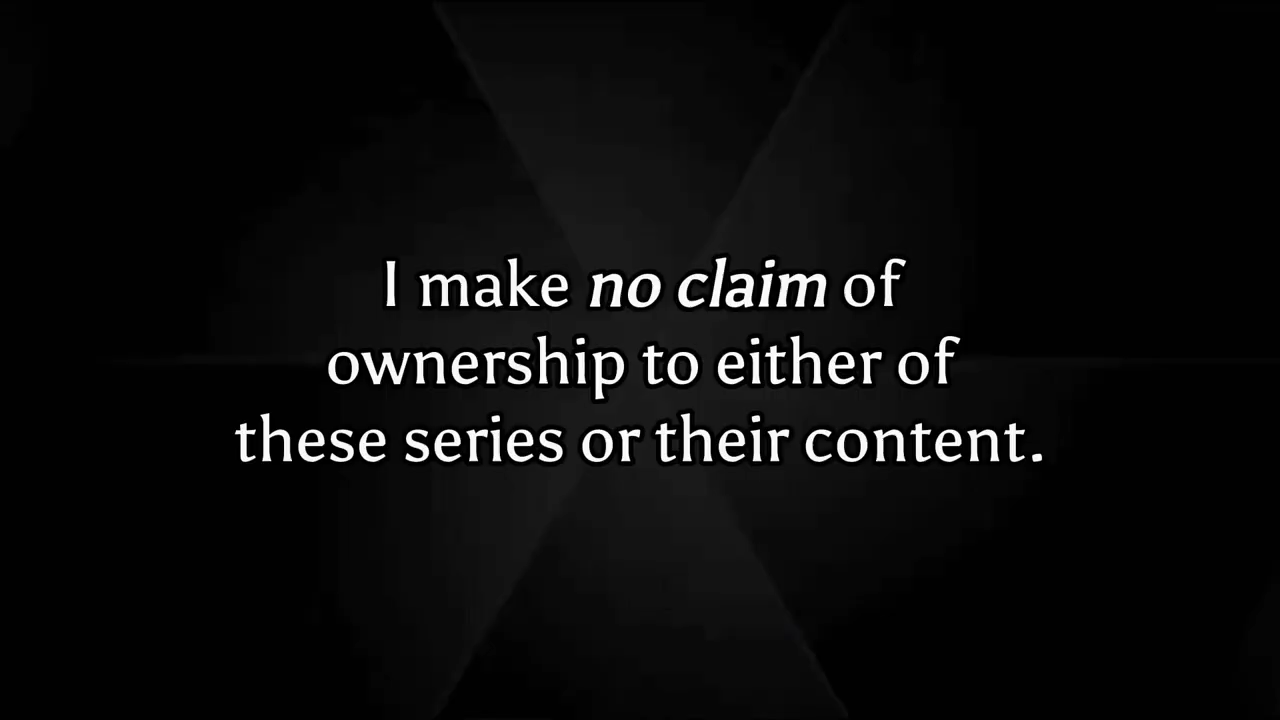 I make no claim of
ownership to either of
these series or their content.